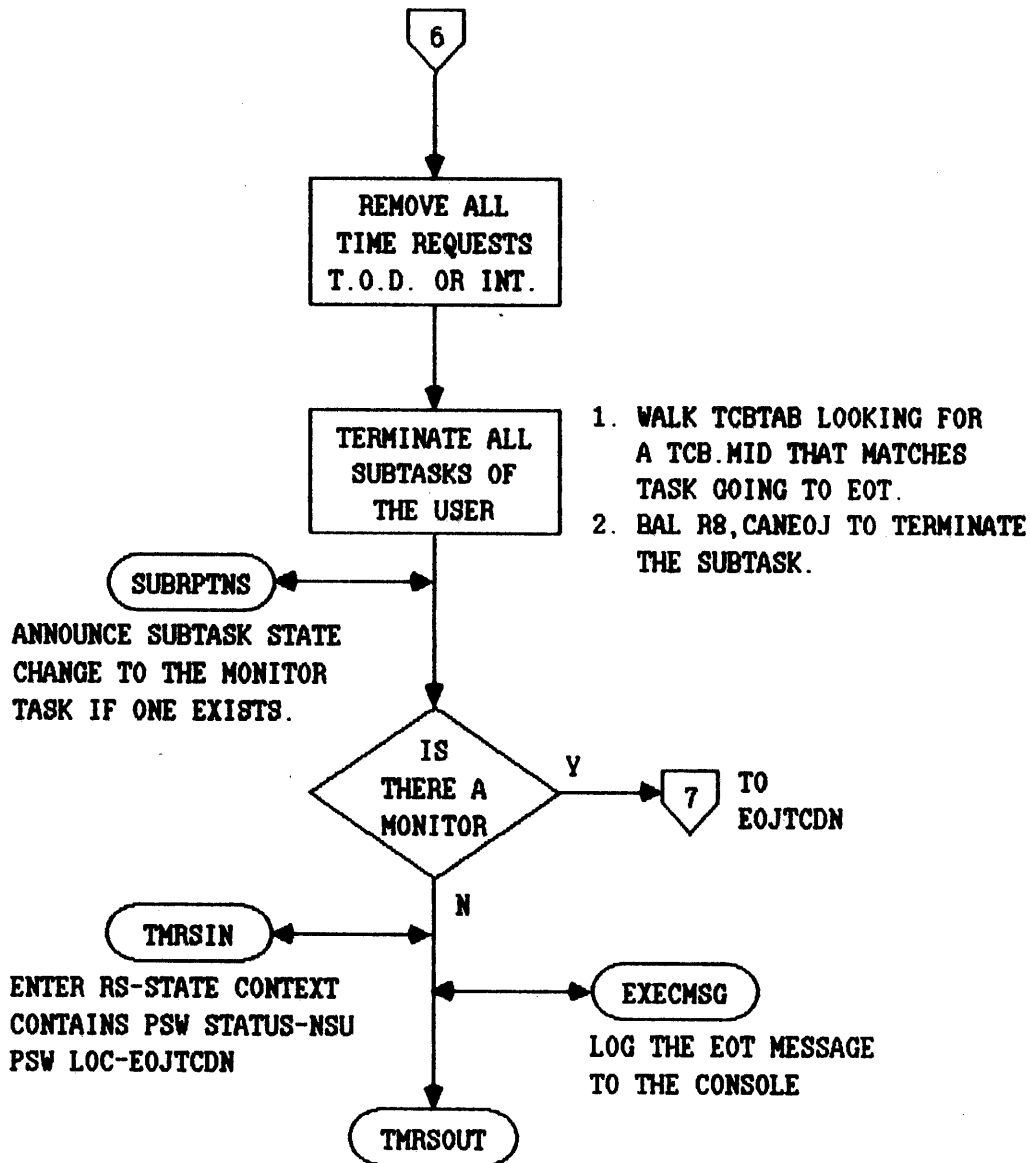 6
REMOVE ALL
TIME REQUESTS
T.O.D. OR INT.
TERMINATE ALL
SUBTASKS OF
THE USER
1. WALK TCBTAB LOOKING FOR
A TCB.MID THAT MATCHES
TASK GOING TO EOT.
2. BAL R8,CANEOJ TO TERMINATE
THE SUBTASK.
SUBRPTNS
ANNOUNCE SUBTASK STATE
CHANGE TO THE MONITOR
TASK IF ONE EXISTS.
IS
THERE A
MONITOR
Y
7
TO
EOJTCDN
N
TMRSIN
ENTER RS-STATE CONTEXT
CONTAINS PSW STATUS-NSU
PSW LOC-EOJTCDN
EXECMSG
LOG THE EOT MESSAGE
TO THE CONSOLE
TMRSOUT